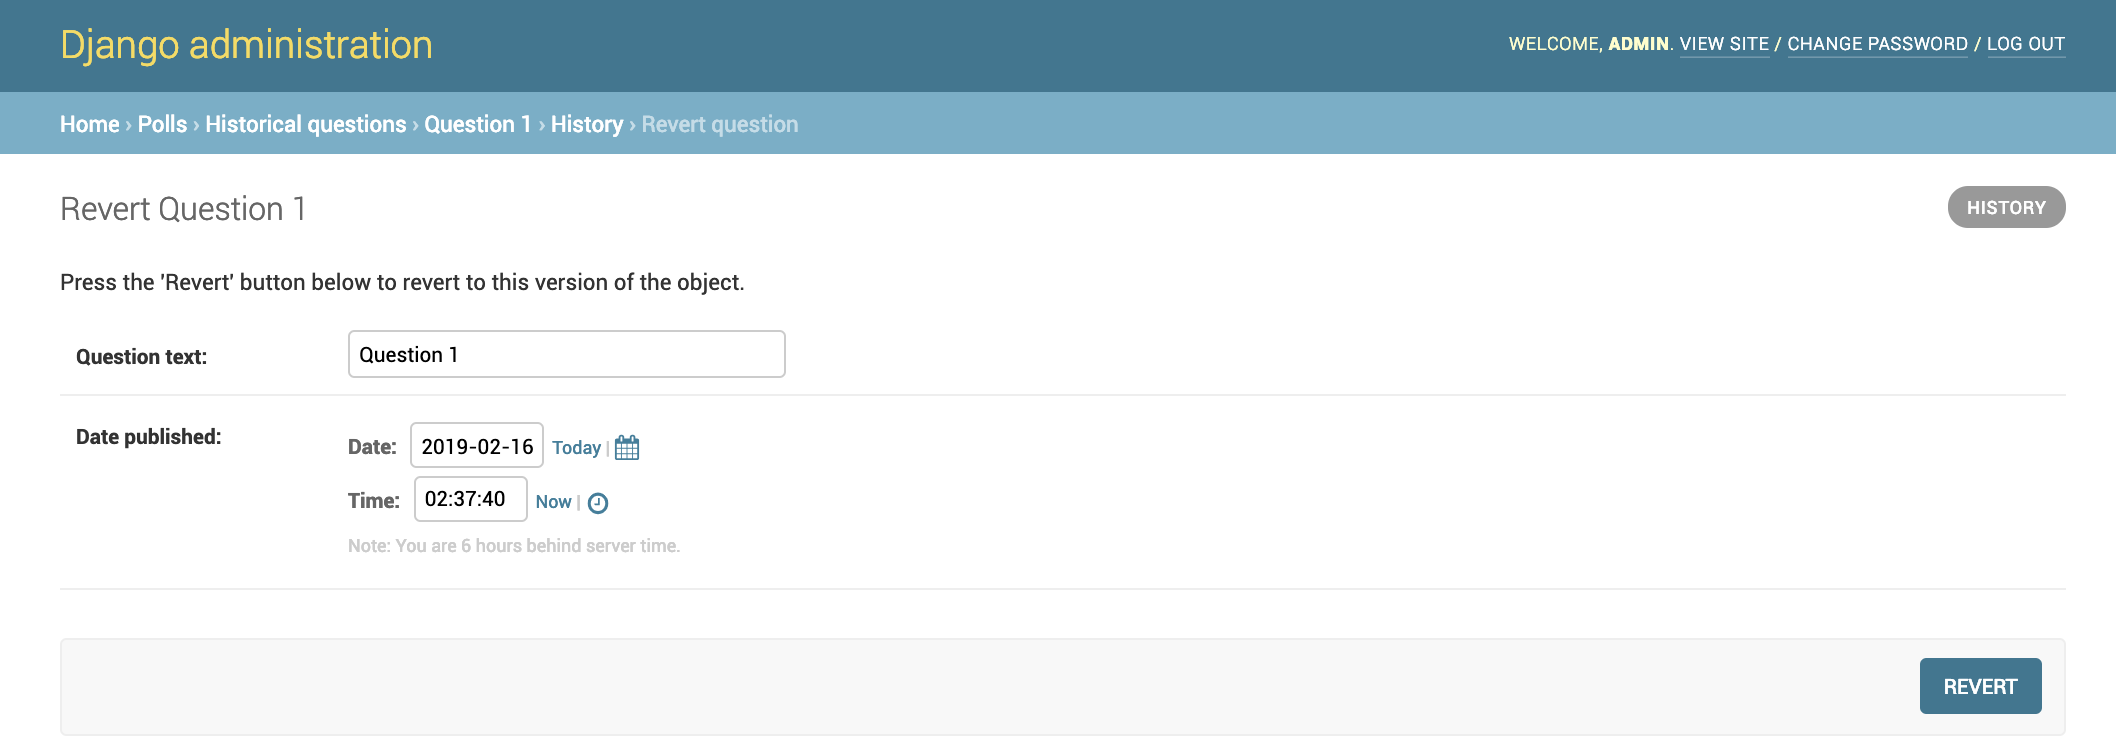 Django administration
WELCOME, ADMIN. VIEW SITE / CHANGE PASSWORD / LOG OUT
Home › Polls › Historical questions › Question 1 › History › Revert question
Revert Question 1
HISTORY
Press the 'Revert' button below to revert to this version of the object.
Question text: Question 1
Date published:
Date: 2019-02-16 Today |
Time: 02:37:40 Now |
Note: You are 6 hours behind server time.
REVERT